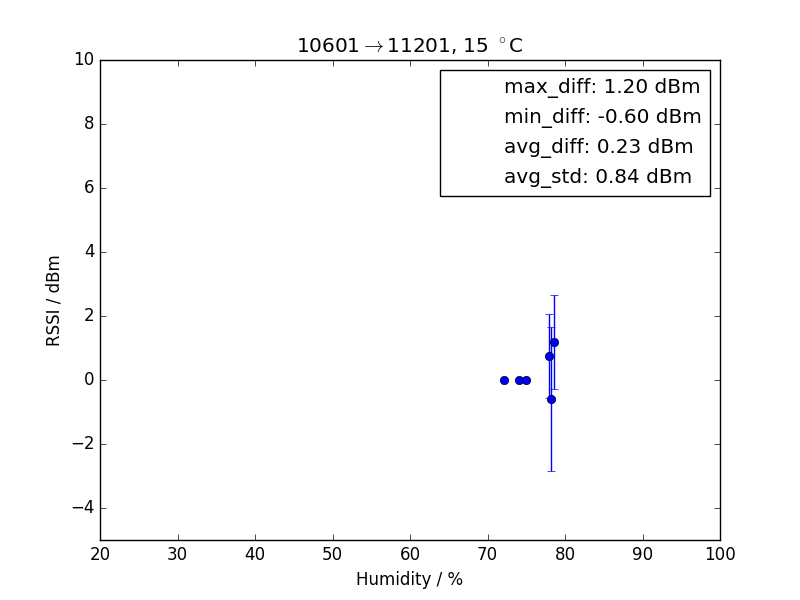 10601→11201, 15 °C
max_diff: 1.20 dBm
min_diff: -0.60 dBm
avg_diff: 0.23 dBm
avg_std: 0.84 dBm
RSSI / dBm
10
8
6
4
2
0
−2
−4
20 30 40 50 60 70 80 90 100
Humidity / %